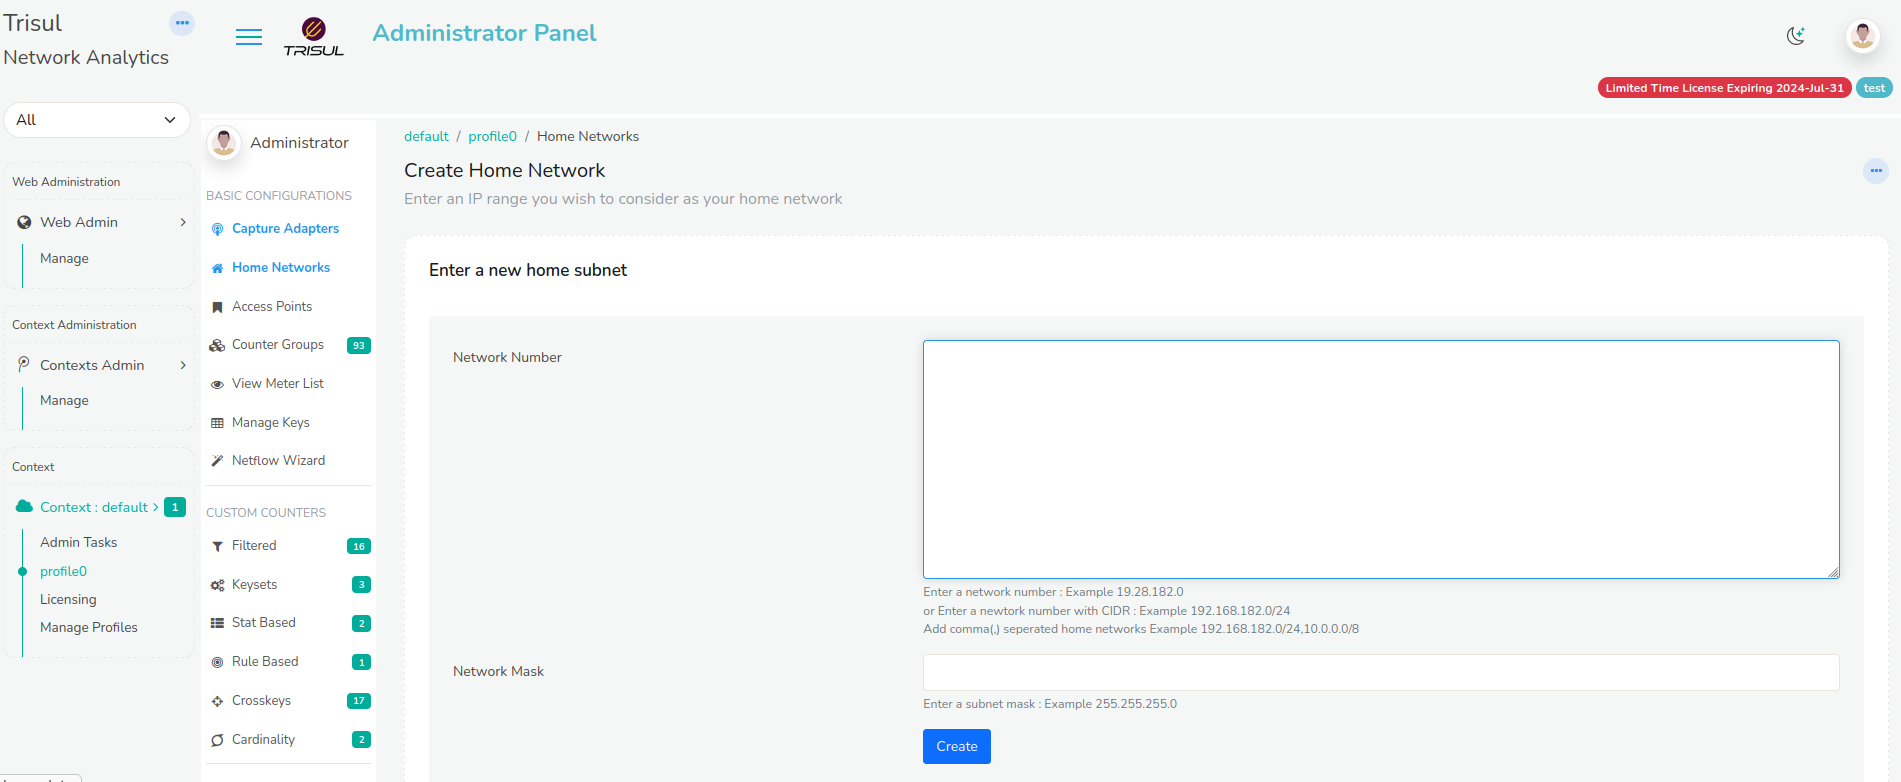 Trisul
Network Analytics
TRISUL
Administrator Panel
Limited Time License Expiring 2024-Jul-31
test
All
Web Administration
Web Admin
Manage
Context Administration
Contexts Admin
Manage
Context
Context : default
1
Admin Tasks
profile0
Licensing
Manage Profiles
Administrator
BASIC CONFIGURATIONS
Capture Adapters
Home Networks
Access Points
Counter Groups 93
View Meter List
Manage Keys
Netflow Wizard
CUSTOM COUNTERS
Filtered 16
Keysets 3
Stat Based 2
Rule Based 1
Crosskeys 17
Cardinality 2
default / profile0 / Home Networks
Create Home Network
Enter an IP range you wish to consider as your home network
Enter a new home subnet
Network Number
Enter a network number : Example 19.28.182.0
or Enter a newtork number with CIDR : Example 192.168.182.0/24
Add comma(,) seperated home networks Example 192.168.182.0/24,10.0.0.0/8
Network Mask
Enter a subnet mask : Example 255.255.255.0
Create